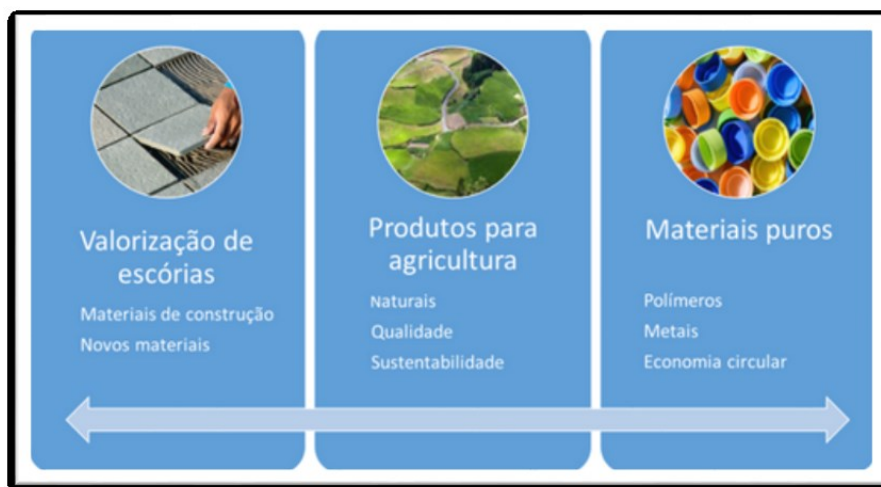 Valorização de
escórias
Materiais de construção
Novos materiais
Produtos para
agricultura
Naturais
Qualidade
Sustentabilidade
Materiais puros
Polímeros
Metais
Economia circular